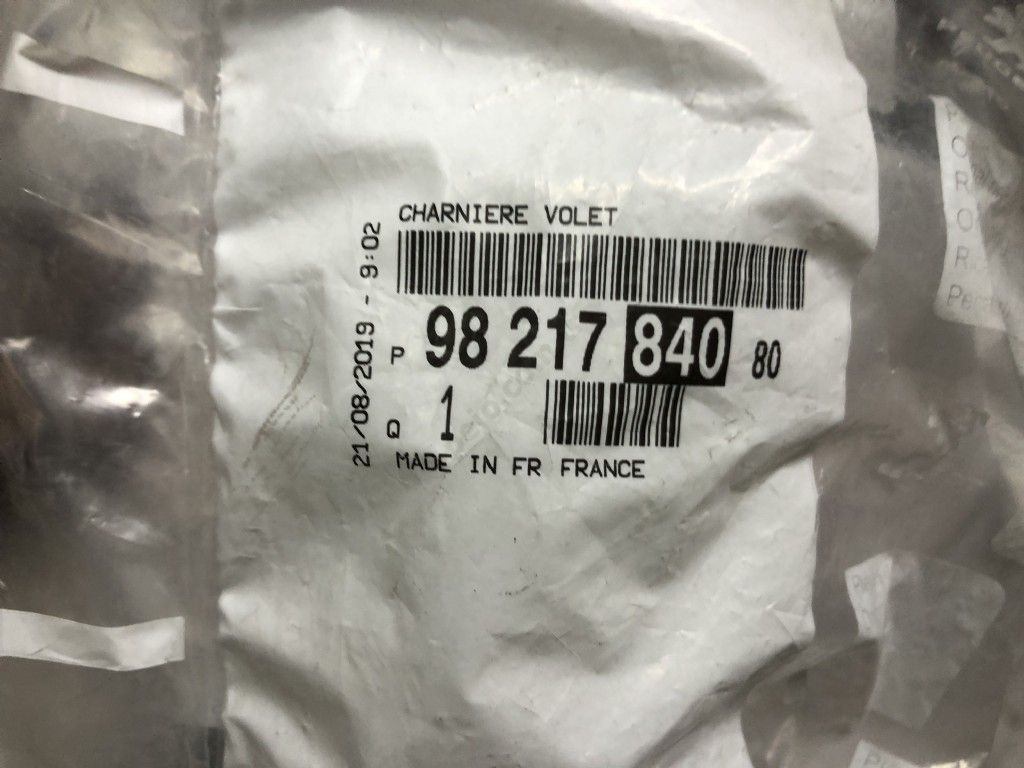 CHARNIERE VOLET
21/08/2019 - 9:02
P 98 217 840 80
Q 1
MADE IN FR FRANCE